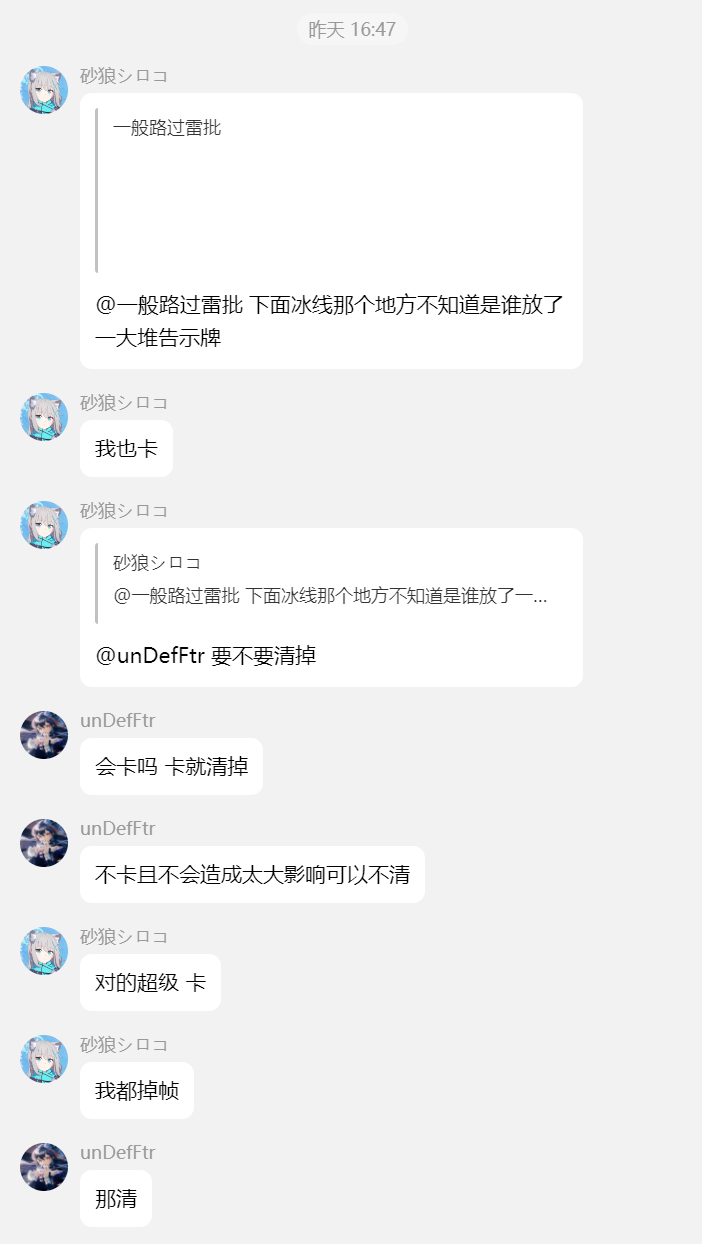 昨天 16:47
砂狼シロコ
一般路过雷批
@一般路过雷批 下面冰线那个地方不知道是谁放了
一大堆告示牌
砂狼シロコ
我也卡
砂狼シロコ
砂狼シロコ
@一般路过雷批 下面冰线那个地方不知道是谁放了一...
@unDefFtr 要不要清掉
unDefFtr
会卡吗 卡就清掉
unDefFtr
不卡且不会造成太大影响可以不清
砂狼シロコ
对的超级 卡
砂狼シロコ
我都掉帧
unDefFtr
那清